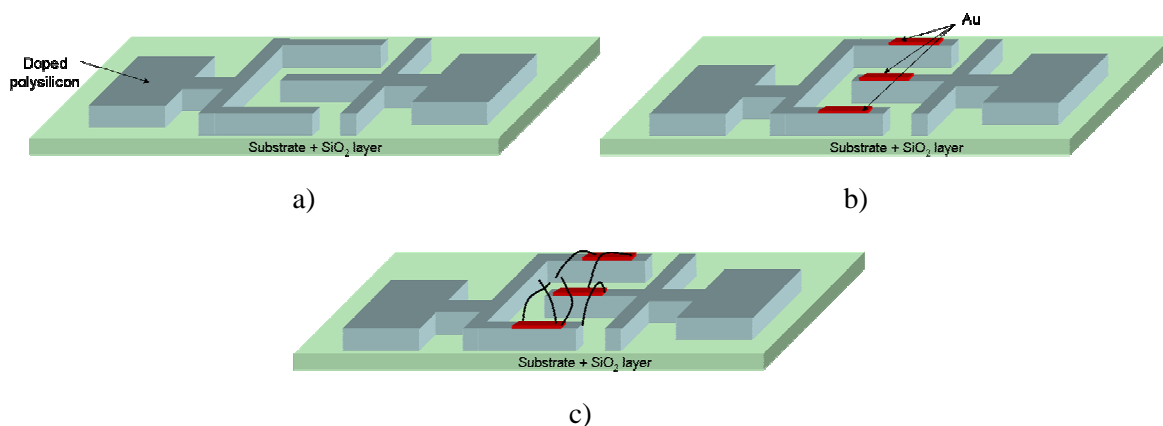 Au
Doped
polysilicon
Substrate + SiO₂ layer
Substrate + SiO₂ layer
a)
b)
Substrate + SiO₂ layer
c)